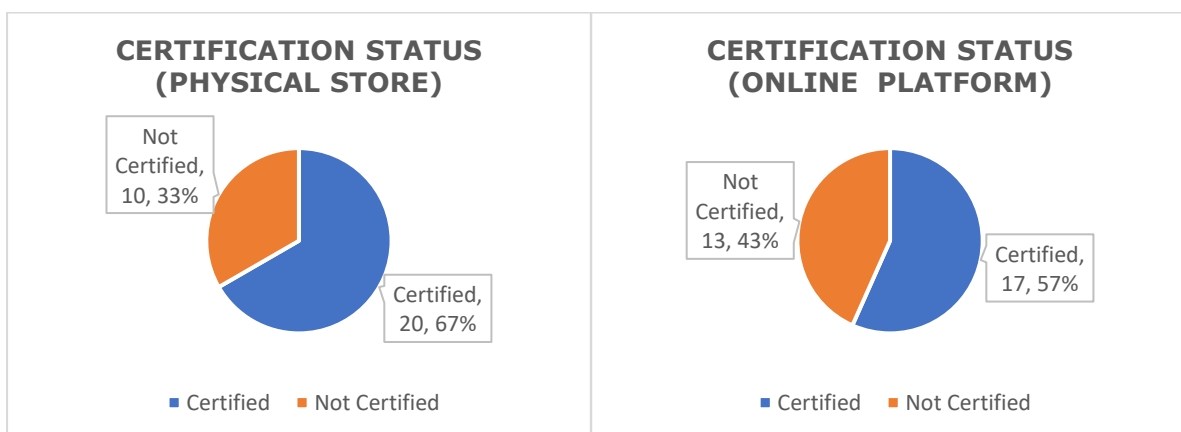 CERTIFICATION STATUS
(PHYSICAL STORE)
Not
Certified,
10, 33%
Certified,
20, 67%
Certified
Not Certified
CERTIFICATION STATUS
(ONLINE PLATFORM)
Not
Certified,
13, 43%
Certified,
17, 57%
Certified
Not Certified